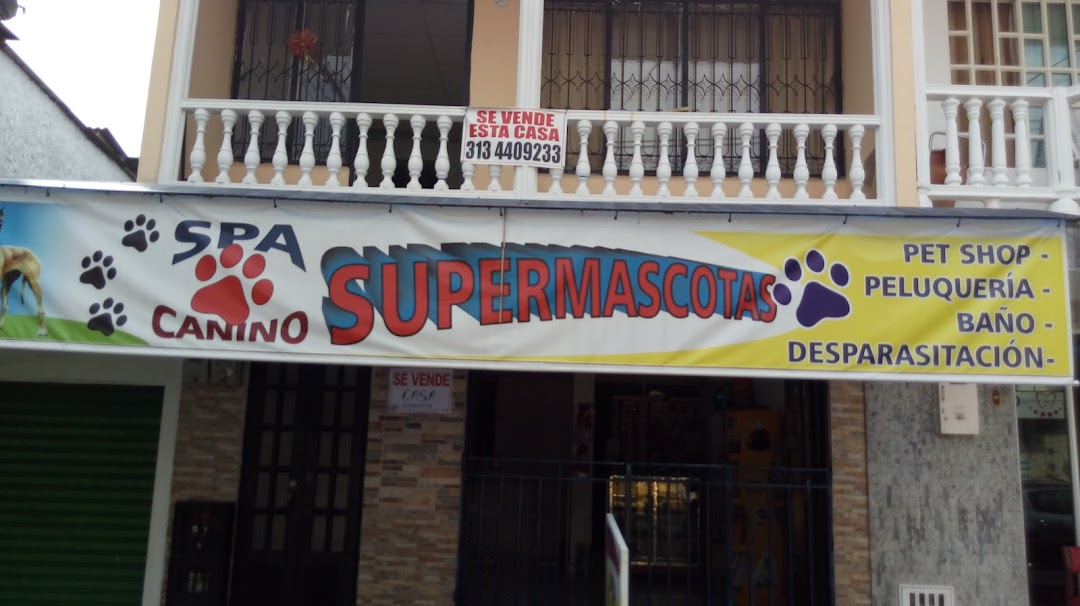 SE VENDE
ESTA CASA
313 4409233
SPA
CANINO
SUPERMASCOTAS
PET SHOP -
PELUQUERÍA -
BAÑO -
DESPARASITACIÓN-
SE VENDE
CASA